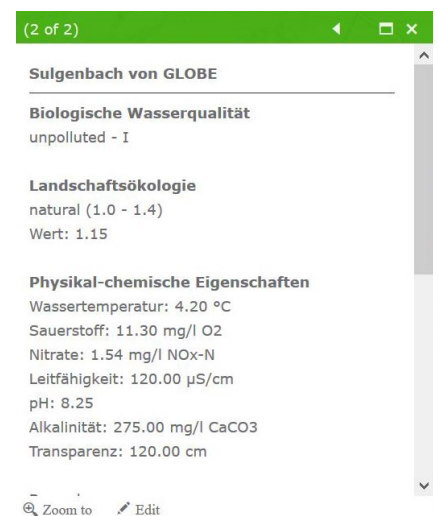 (2 of 2)
Sulgenbach von GLOBE
Biologische Wasserqualität
unpolluted - I
Landschaftsökologie
natural (1.0 - 1.4)
Wert: 1.15
Physikal-chemische Eigenschaften
Wassertemperatur: 4.20 °C
Sauerstoff: 11.30 mg/l O2
Nitrate: 1.54 mg/l NOx-N
Leitfähigkeit: 120.00 µS/cm
pH: 8.25
Alkalinität: 275.00 mg/l CaCO3
Transparenz: 120.00 cm
Zoom to Edit